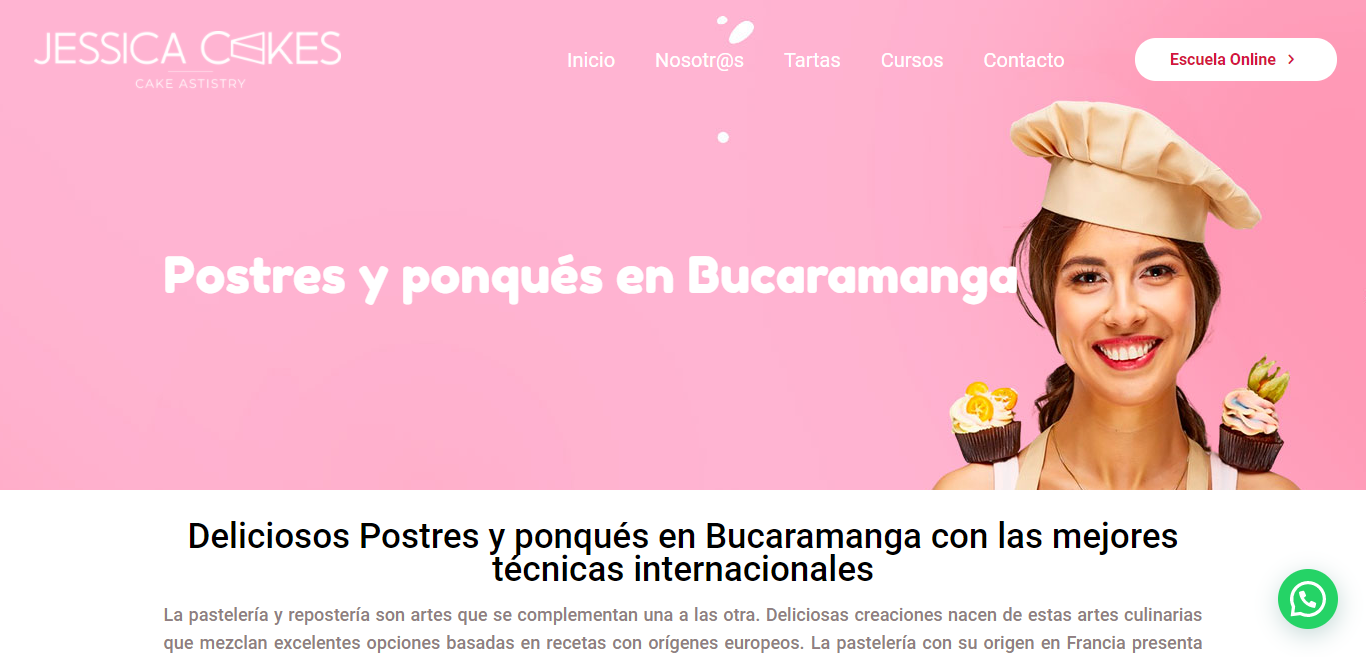 JESSICA CAKES
CAKE ASTISTRY
Inicio
Nosotr@s
Tartas
Cursos
Contacto
Escuela Online
Postres y ponqués en Bucaramanga
Deliciosos Postres y ponqués en Bucaramanga con las mejores
técnicas internacionales
La pastelería y repostería son artes que se complementan una a las otra. Deliciosas creaciones nacen de estas artes culinarias
que mezclan excelentes opciones basadas en recetas con orígenes europeos. La pastelería con su origen en Francia presenta